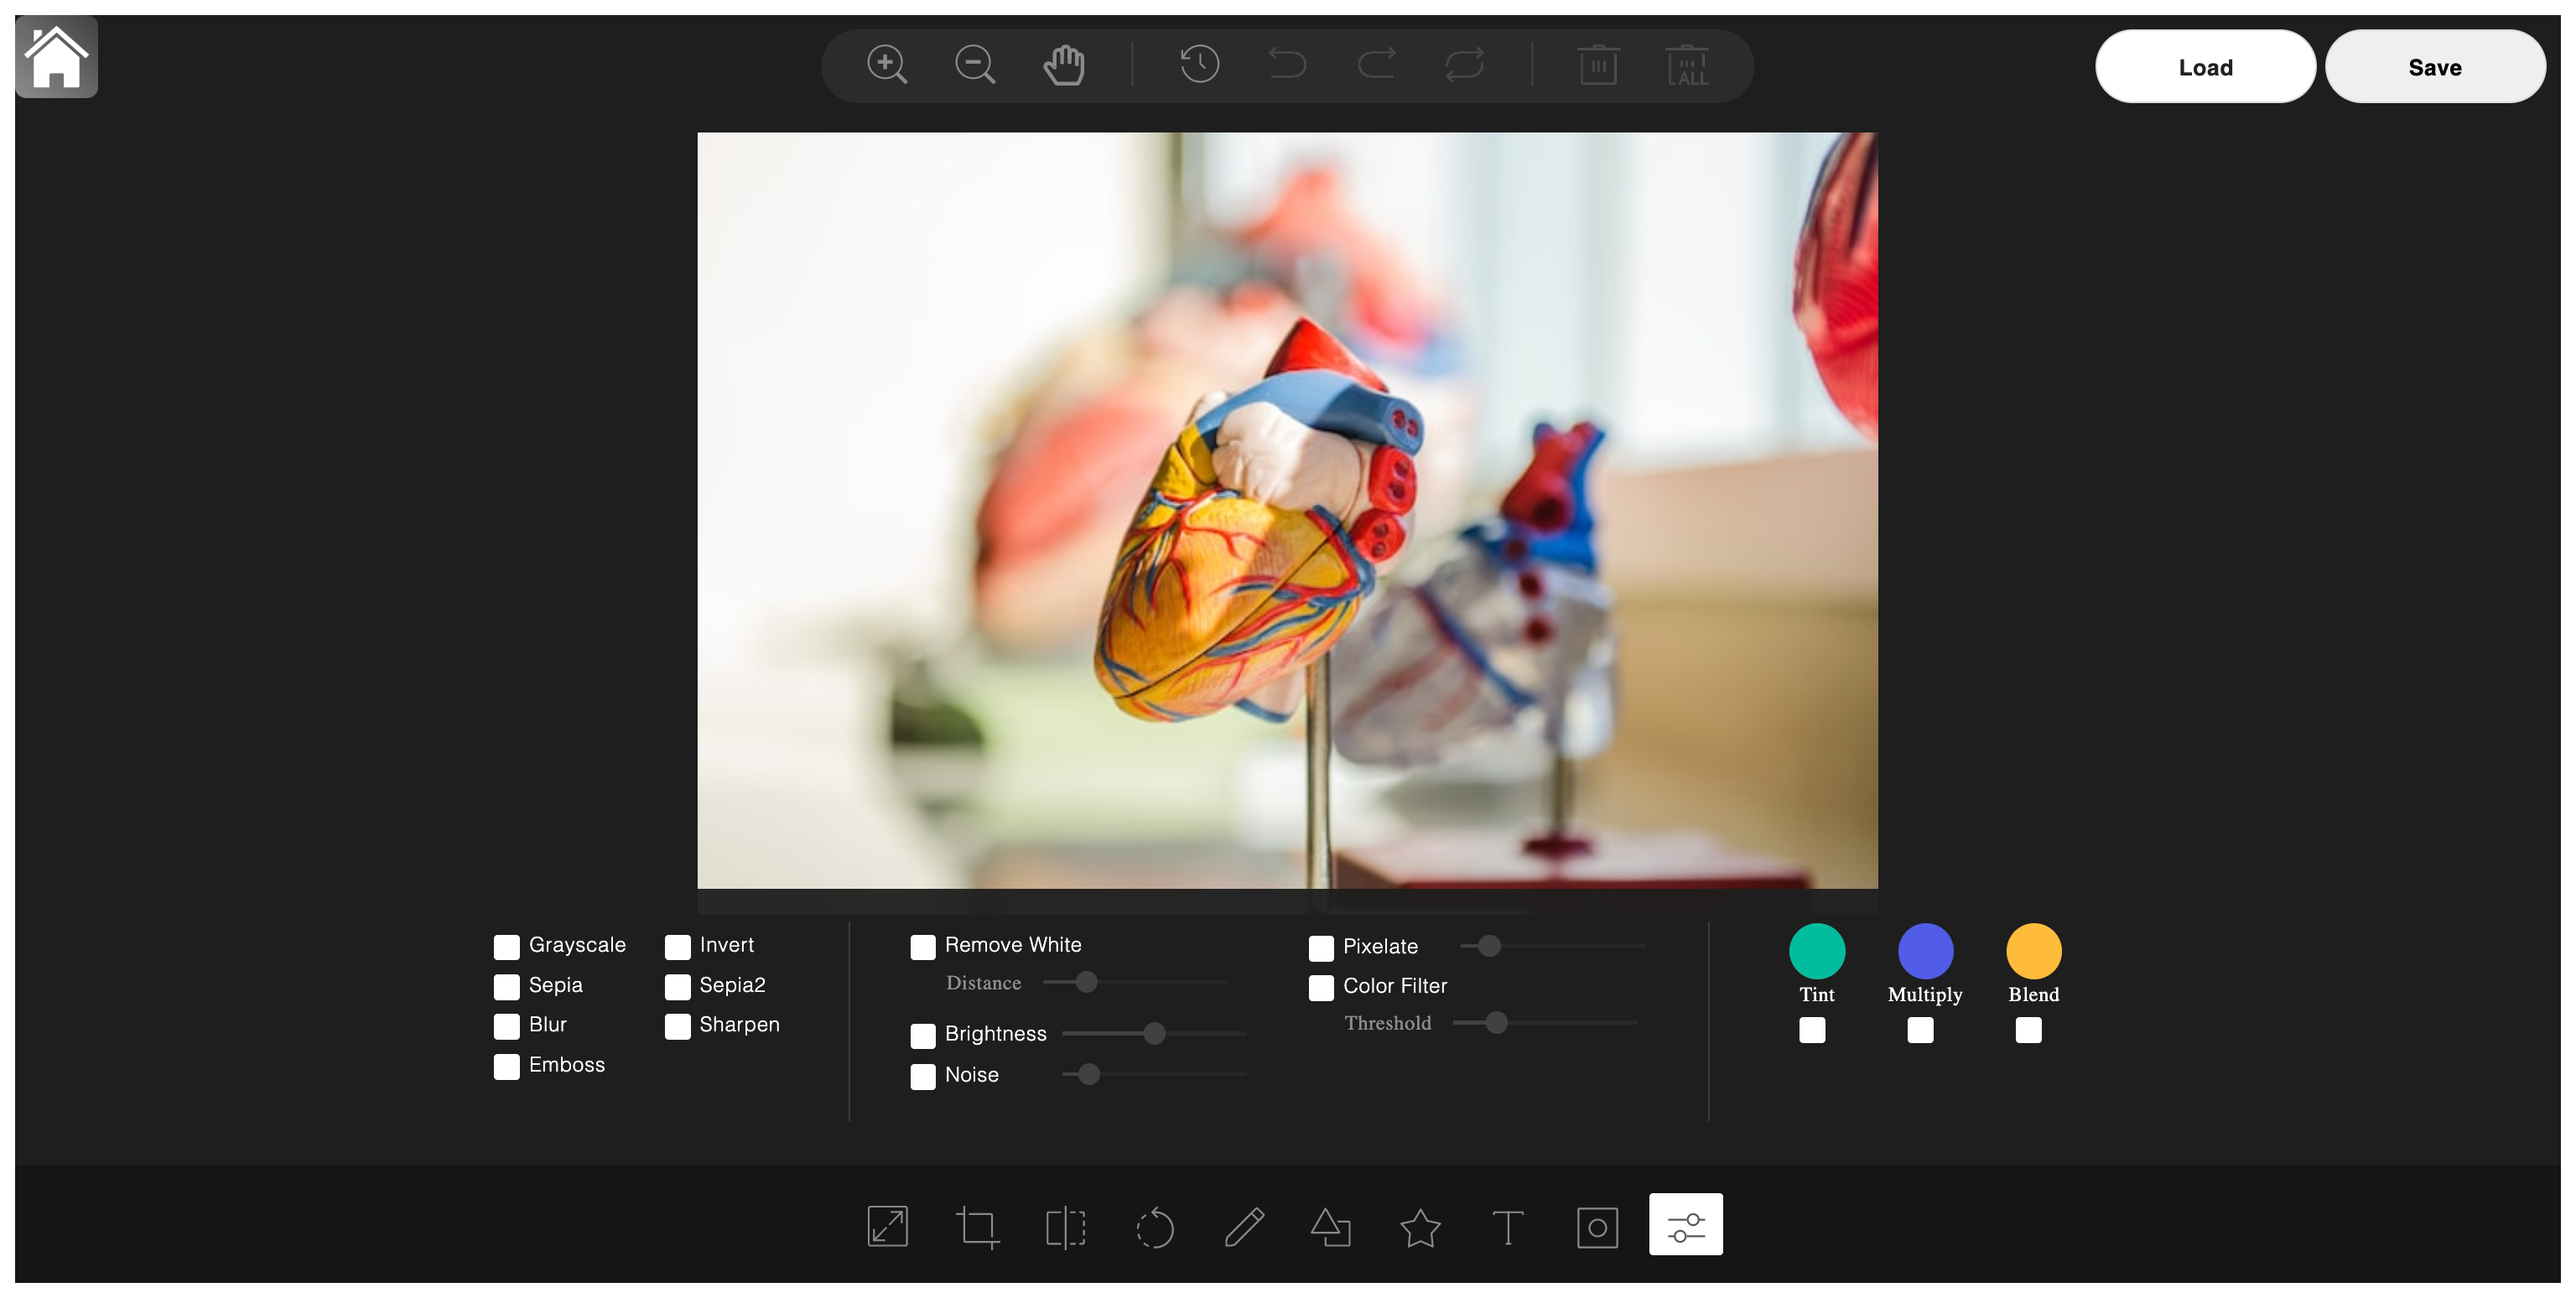 ALL
Load
Save
Grayscale
Invert
Sepia
Sepia2
Blur
Sharpen
Emboss
Remove White
Distance
Brightness
Noise
Pixelate
Color Filter
Threshold
Tint
Multiply
Blend